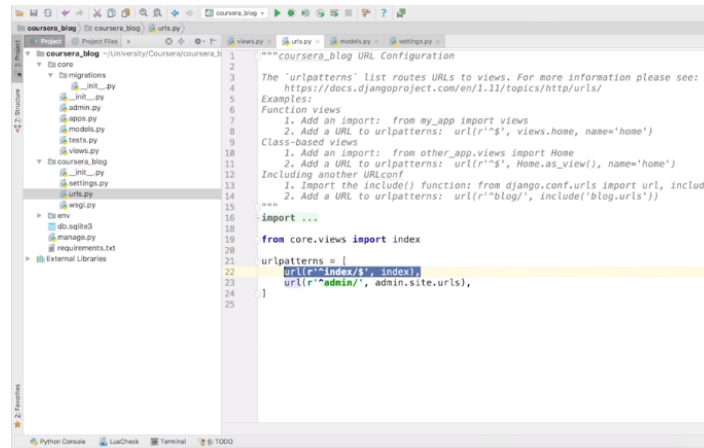 coursera_blog
coursera_blog coursera_blog urls.py
Project Project Files
views.py urls.py models.py settings.py
1: Project
2: Structure
2: Favorites
coursera_blog ~/University/Coursera/coursera_b
core
migrations
__init__.py
__init__.py
admin.py
apps.py
models.py
tests.py
views.py
coursera_blog
__init__.py
settings.py
urls.py
wsgi.py
env
db.sqlite3
manage.py
requirements.txt
External Libraries
1 """coursera_blog URL Configuration
2
3 The `urlpatterns` list routes URLs to views. For more information please see:
4 https://docs.djangoproject.com/en/1.11/topics/http/urls/
5 Examples:
6 Function views
7 1. Add an import: from my_app import views
8 2. Add a URL to urlpatterns: url(r'^$', views.home, name='home')
9 Class-based views
10 1. Add an import: from other_app.views import Home
11 2. Add a URL to urlpatterns: url(r'^$', Home.as_view(), name='home')
12 Including another URLconf
13 1. Import the include() function: from django.conf.urls import url, includ
14 2. Add a URL to urlpatterns: url(r'^blog/', include('blog.urls'))
15 """
16 import ...
18
19 from core.views import index
20
21 urlpatterns = [
22 url(r'^index/$', index),
23 url(r'^admin/', admin.site.urls),
24 ]
25
Python Console LuaCheck Terminal 6: TODO